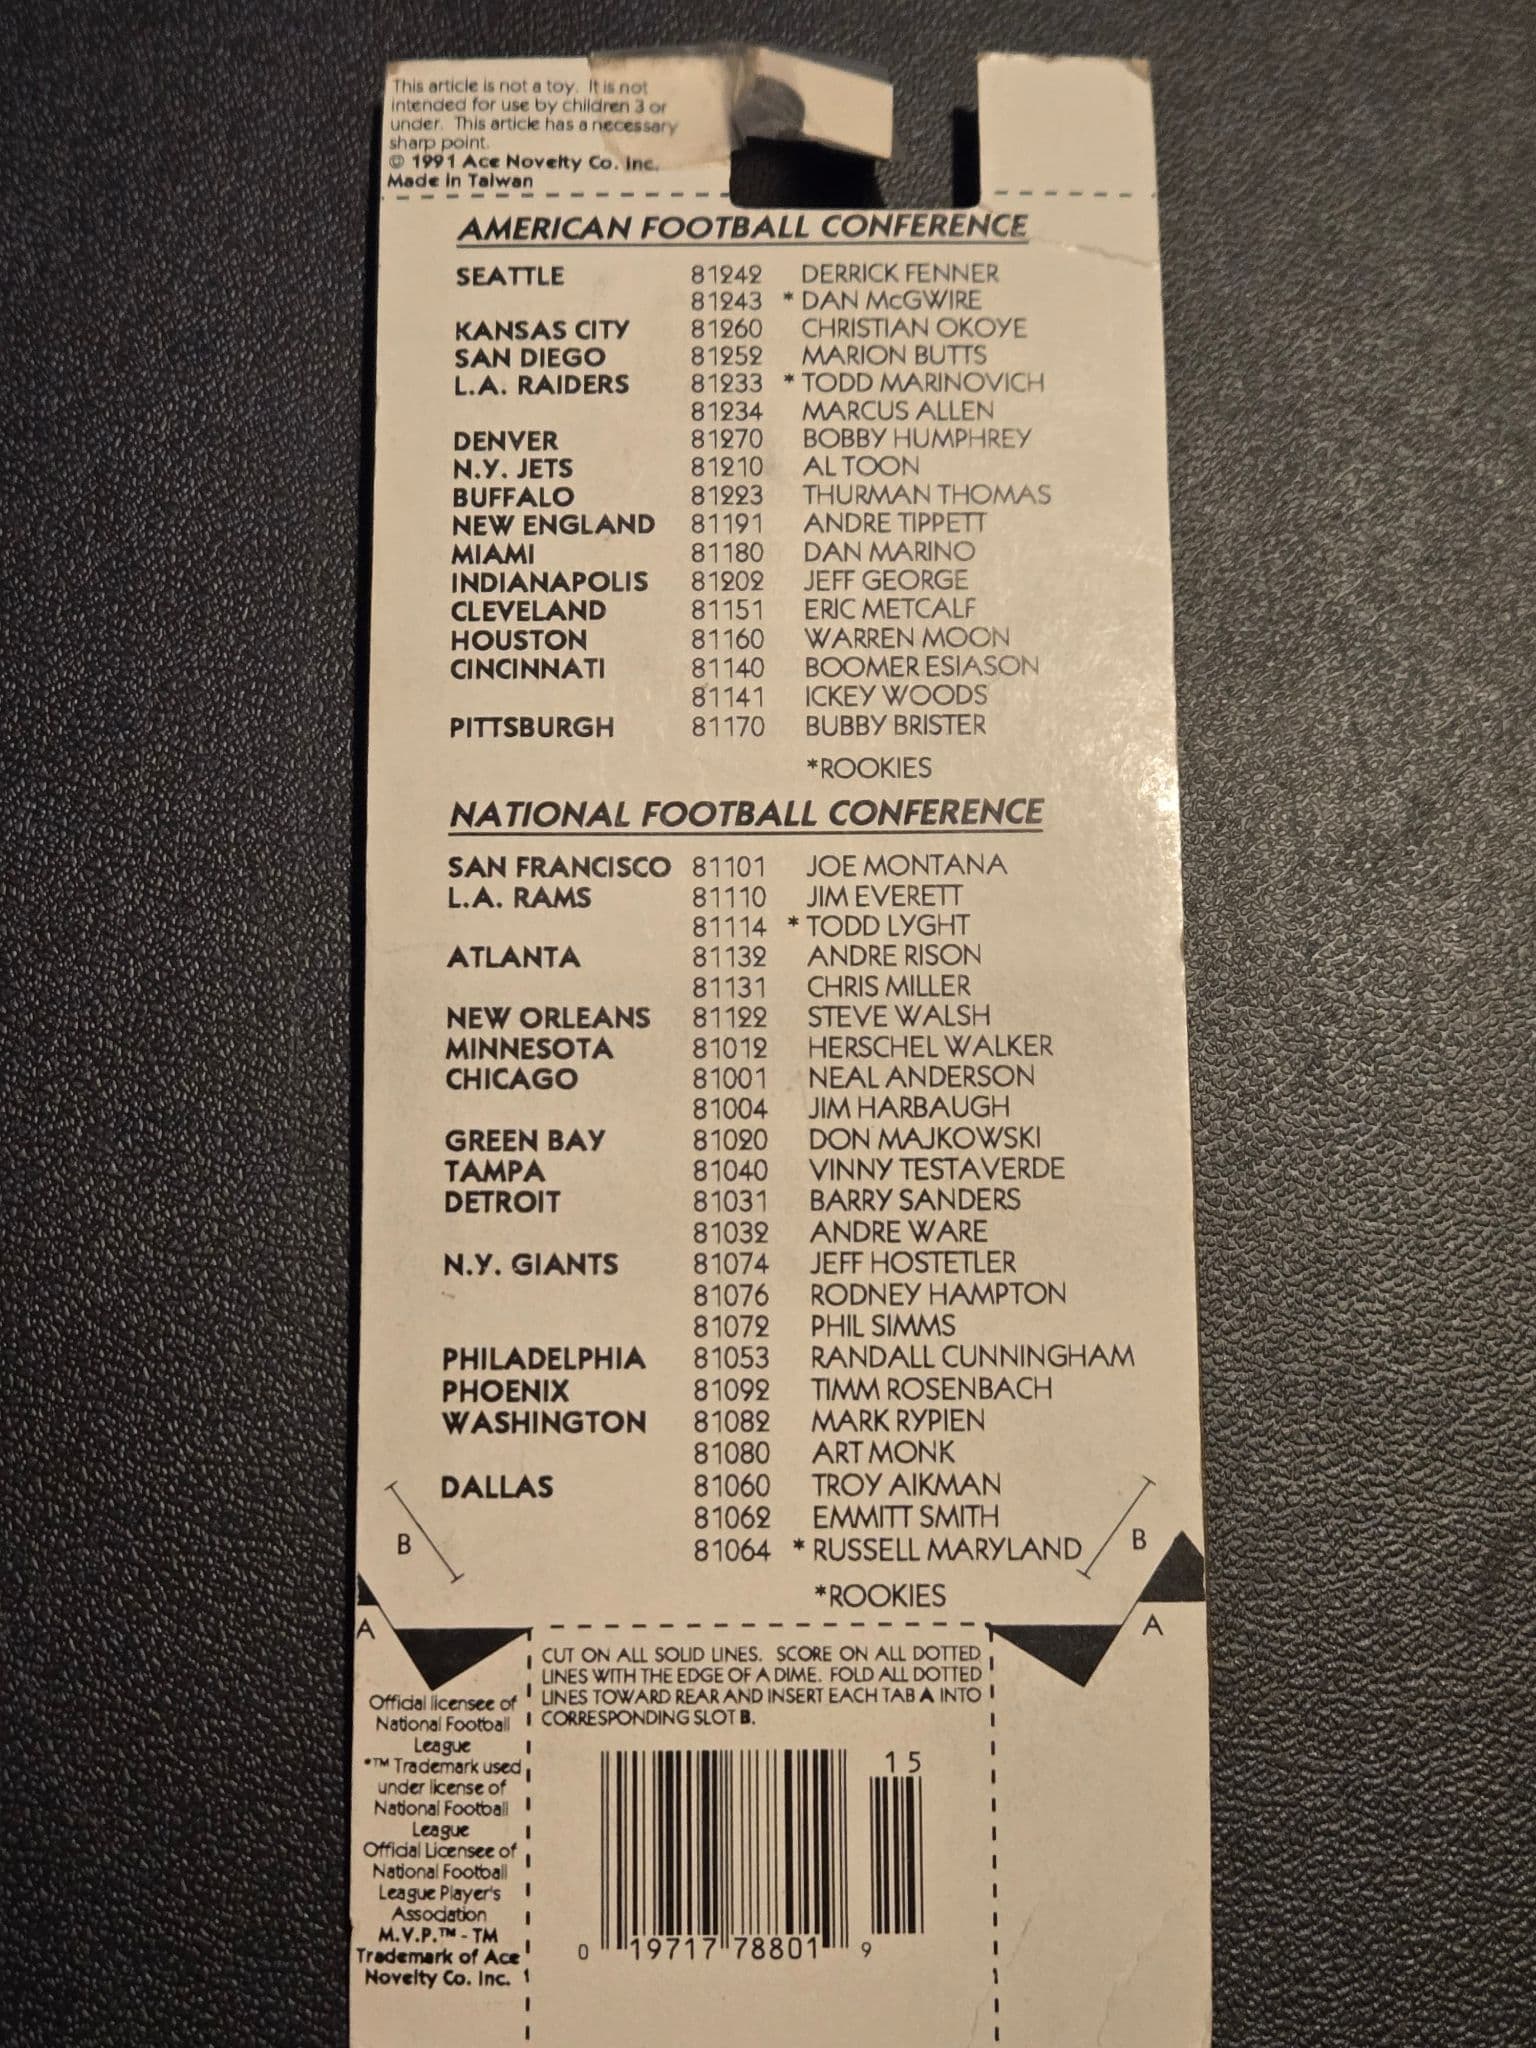 This article is not a toy. It is not
intended for use by children 3 or
under. This article has a necessary
sharp point.
© 1991 Ace Novelty Co. Inc.
Made in Taiwan
AMERICAN FOOTBALL CONFERENCE
SEATTLE 81242 DERRICK FENNER
81243 * DAN McGWIRE
KANSAS CITY 81260 CHRISTIAN OKOYE
SAN DIEGO 81252 MARION BUTTS
L.A. RAIDERS 81233 * TODD MARINOVICH
81234 MARCUS ALLEN
DENVER 81270 BOBBY HUMPHREY
N.Y. JETS 81210 AL TOON
BUFFALO 81223 THURMAN THOMAS
NEW ENGLAND 81191 ANDRE TIPPETT
MIAMI 81180 DAN MARINO
INDIANAPOLIS 81202 JEFF GEORGE
CLEVELAND 81151 ERIC METCALF
HOUSTON 81160 WARREN MOON
CINCINNATI 81140 BOOMER ESIASON
81141 ICKEY WOODS
PITTSBURGH 81170 BUBBY BRISTER
*ROOKIES
NATIONAL FOOTBALL CONFERENCE
SAN FRANCISCO 81101 JOE MONTANA
L.A. RAMS 81110 JIM EVERETT
81114 * TODD LYGHT
ATLANTA 81132 ANDRE RISON
81131 CHRIS MILLER
NEW ORLEANS 81122 STEVE WALSH
MINNESOTA 81012 HERSCHEL WALKER
CHICAGO 81001 NEAL ANDERSON
81004 JIM HARBAUGH
GREEN BAY 81020 DON MAJKOWSKI
TAMPA 81040 VINNY TESTAVERDE
DETROIT 81031 BARRY SANDERS
81032 ANDRE WARE
N.Y. GIANTS 81074 JEFF HOSTETLER
81076 RODNEY HAMPTON
81072 PHIL SIMMS
PHILADELPHIA 81053 RANDALL CUNNINGHAM
PHOENIX 81092 TIMM ROSENBACH
WASHINGTON 81082 MARK RYPIEN
81080 ART MONK
DALLAS 81060 TROY AIKMAN
81062 EMMITT SMITH
81064 * RUSSELL MARYLAND
*ROOKIES
B
B
A
A
CUT ON ALL SOLID LINES. SCORE ON ALL DOTTED
LINES WITH THE EDGE OF A DIME. FOLD ALL DOTTED
LINES TOWARD REAR AND INSERT EACH TAB A INTO
CORRESPONDING SLOT B.
Official licensee of
National Football
League
*™ Trademark used
under license of
National Football
League
Official Licensee of
National Football
League Player's
Association
M.V.P.™ - TM
Trademark of Ace
Novelty Co. Inc.
15
0 19717 78801 9